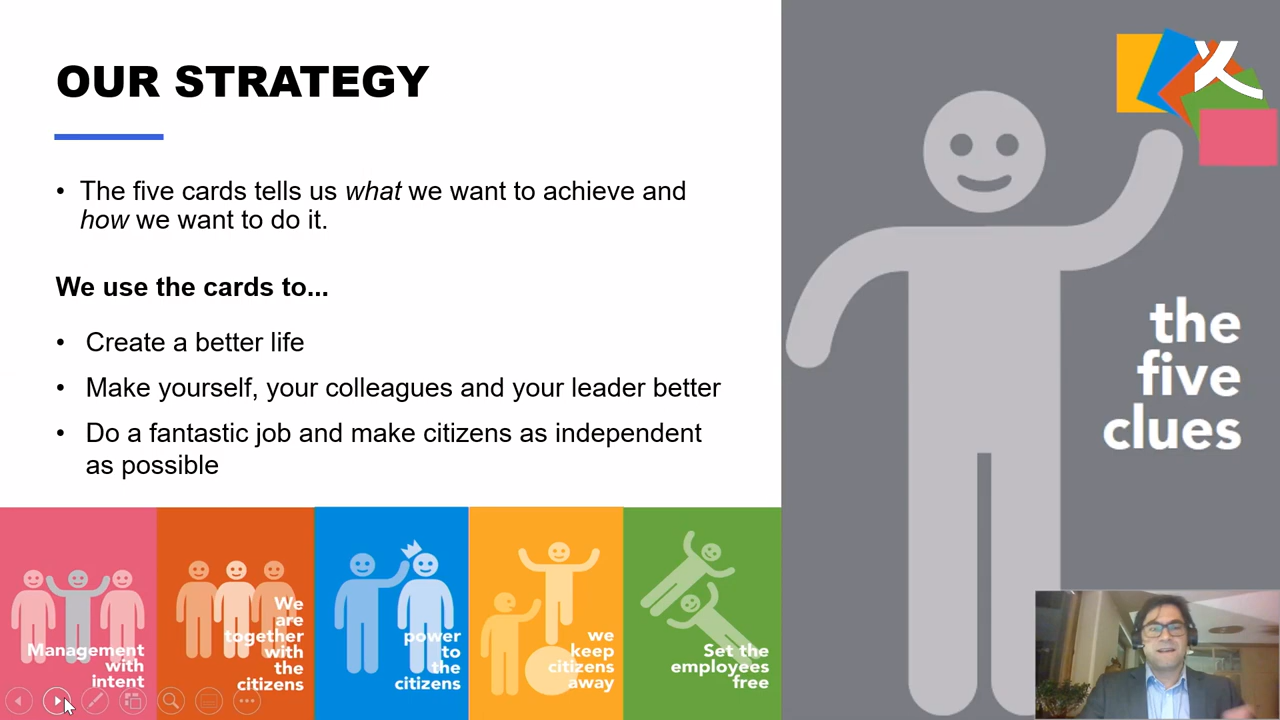 OUR STRATEGY
• The five cards tells us what we want to achieve and
how we want to do it.
We use the cards to...
• Create a better life
• Make yourself, your colleagues and your leader better
• Do a fantastic job and make citizens as independent
as possible
the
five
clues
Management
with
intent
We
are
together
with
the
citizens
power
to
the
citizens
we
keep
citizens
away
Set the
employees
free